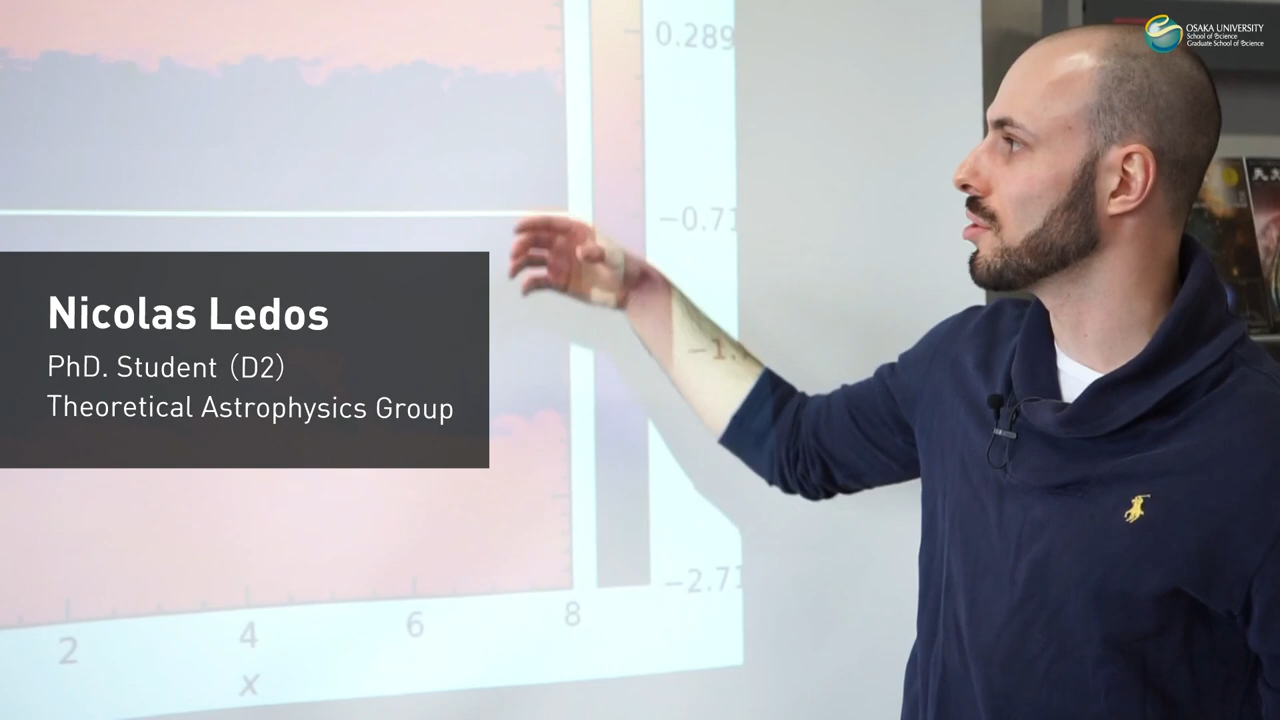 OSAKA UNIVERSITY
School of Science
Graduate School of Science
0.289
−0.71
Nicolas Ledos
PhD. Student (D2)
Theoretical Astrophysics Group
−1.
−2.71
2
4
6
8
x